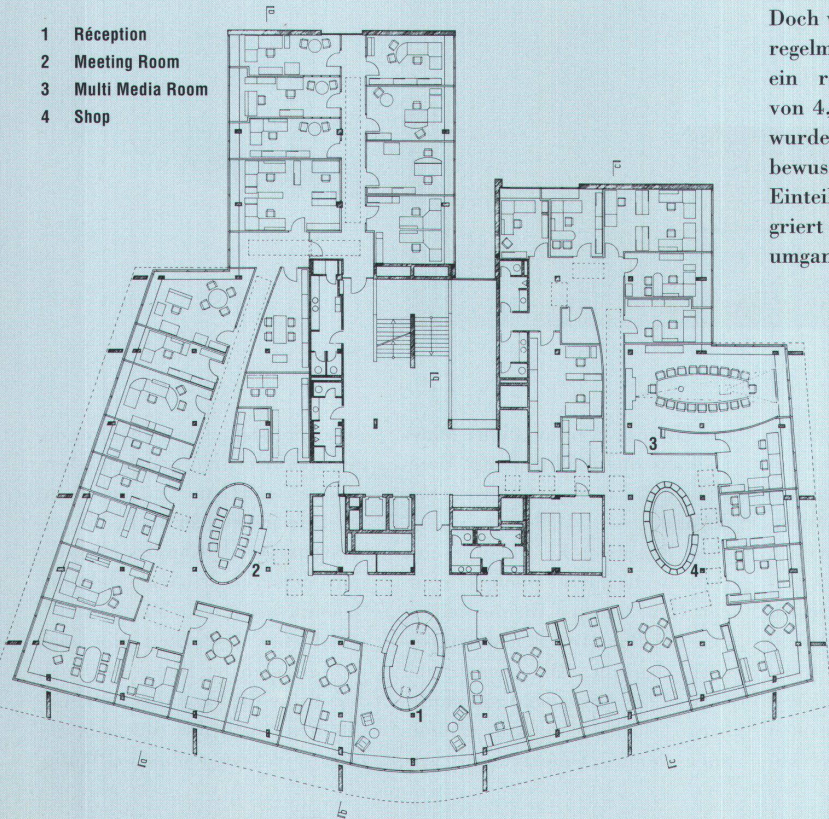 1 Réception
2 Meeting Room
3 Multi Media Room
4 Shop
Doch
regelm
ein
von 4,
wurde
bewus
Einteil
griert
umgan
3
2
4
1